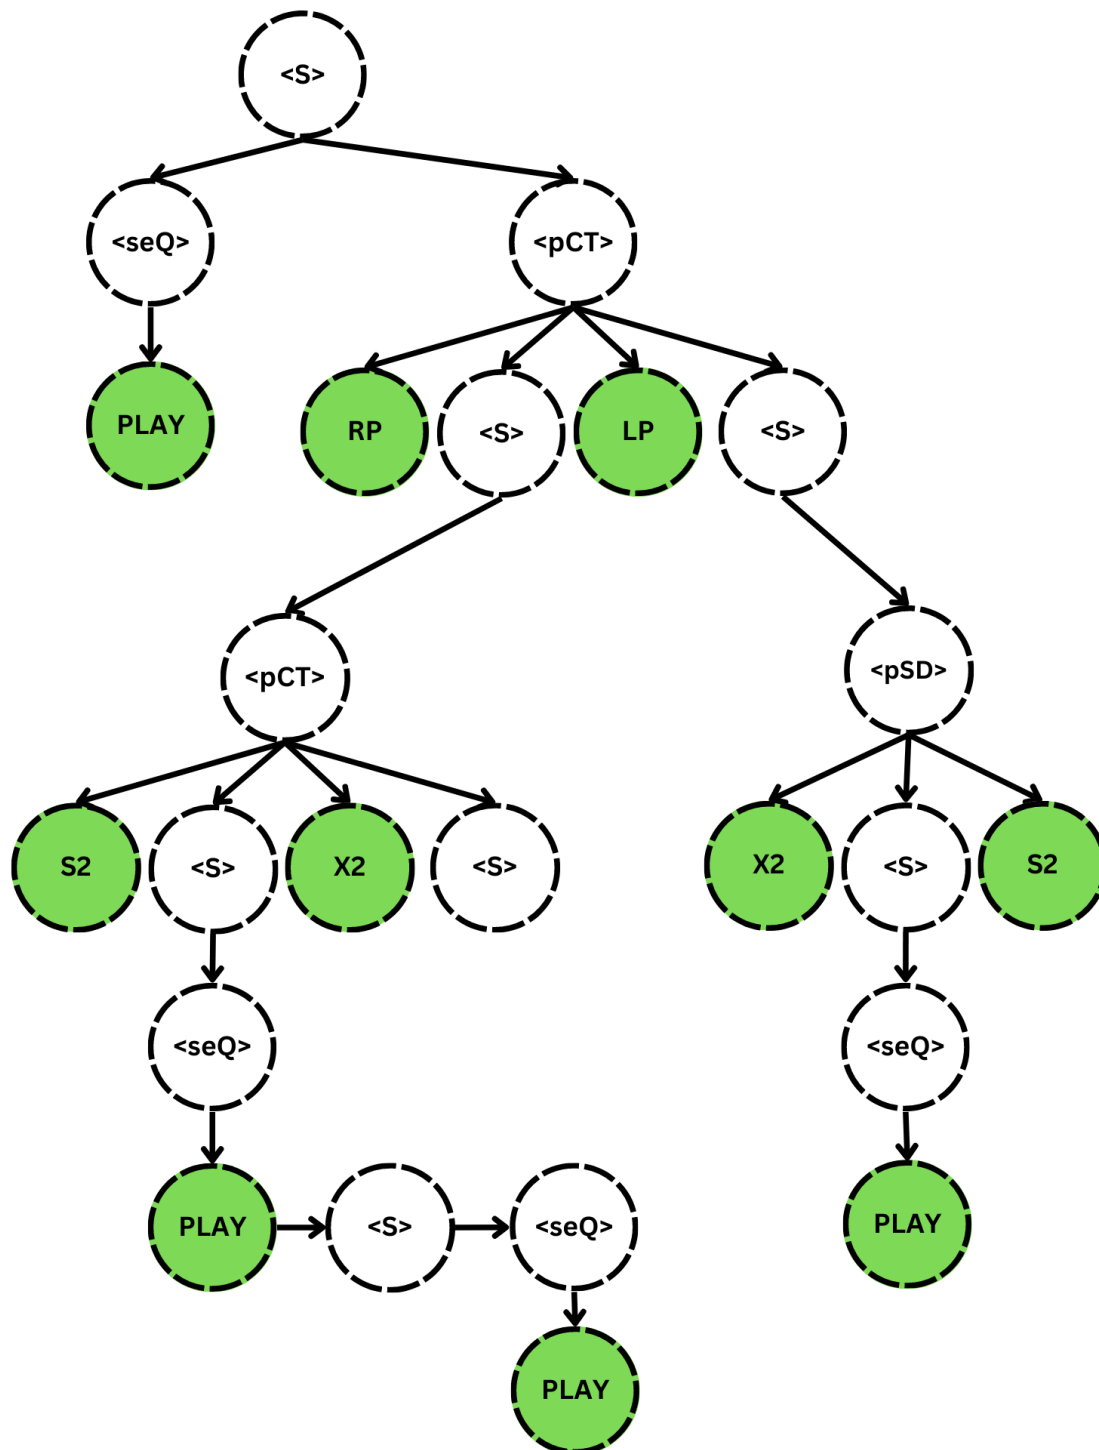 <S>
<seQ>
<pCT>
PLAY
RP
<S>
LP
<S>
<pCT>
<pSD>
S2
<S>
X2
<S>
X2
<S>
S2
<seQ>
<seQ>
PLAY
<S>
<seQ>
PLAY
PLAY